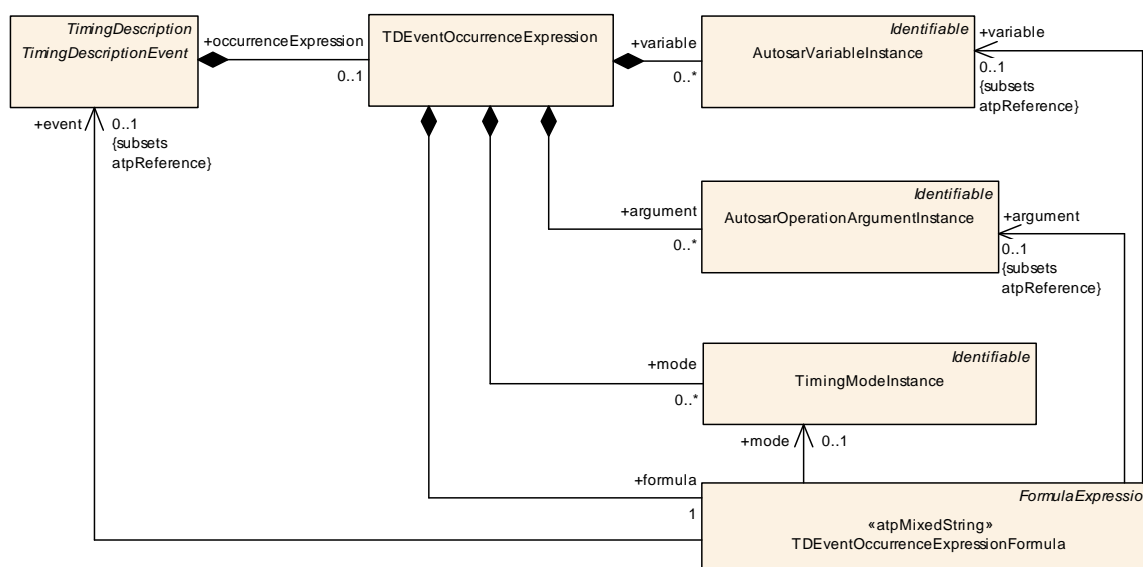 TimingDescription
TimingDescriptionEvent
+occurrenceExpression
0..1
TDEventOccurrenceExpression
+variable
0..*
Identifiable
AutosarVariableInstance
+variable
0..1
{subsets
atpReference}
+event
0..1
{subsets
atpReference}
+argument
0..*
Identifiable
AutosarOperationArgumentInstance
+argument
0..1
{subsets
atpReference}
+mode
0..*
Identifiable
TimingModeInstance
+mode
0..1
+formula
1
FormulaExpressio
«atpMixedString»
TDEventOccurrenceExpressionFormula